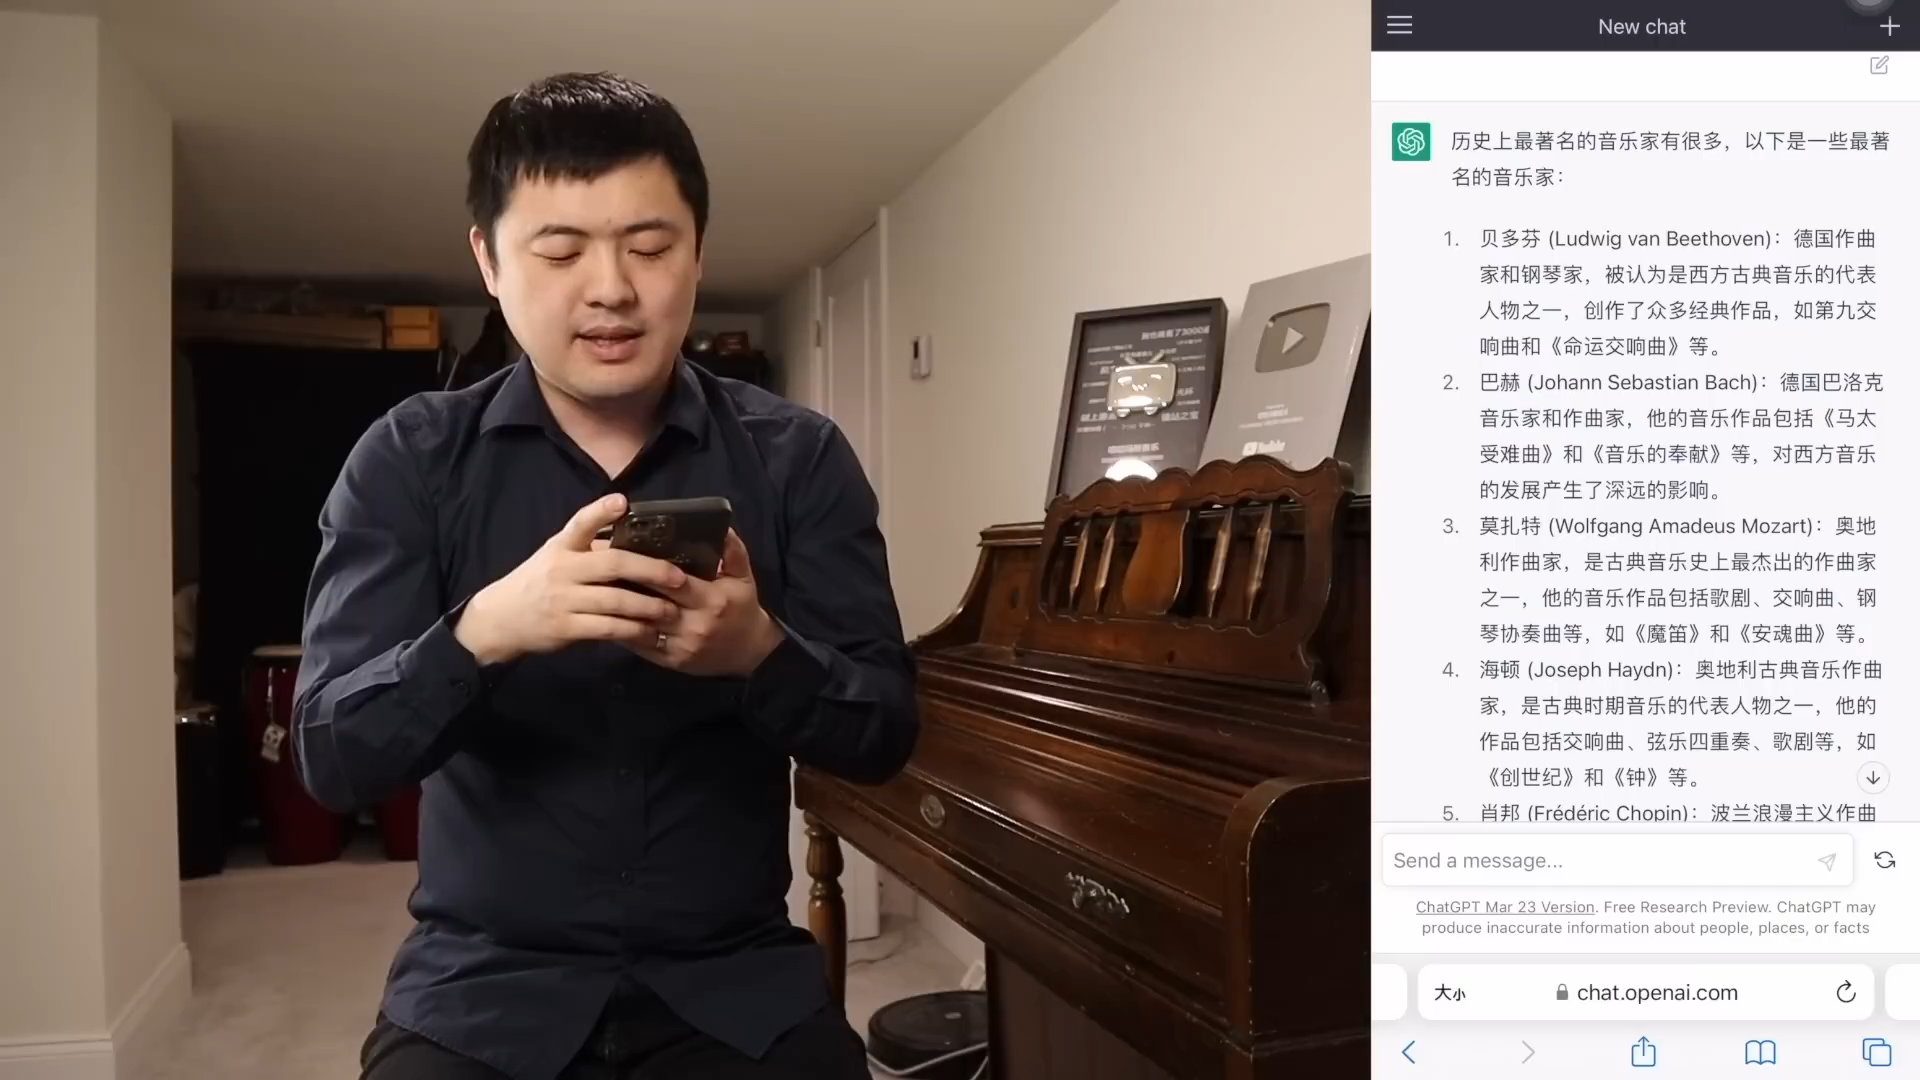 New chat
历史上最著名的音乐家有很多，以下是一些最著
名的音乐家：
1. 贝多芬 (Ludwig van Beethoven)：德国作曲
家和钢琴家，被认为是西方古典音乐的代表
人物之一，创作了众多经典作品，如第九交
响曲和《命运交响曲》等。
2. 巴赫 (Johann Sebastian Bach)：德国巴洛克
音乐家和作曲家，他的音乐作品包括《马太
受难曲》和《音乐的奉献》等，对西方音乐
的发展产生了深远的影响。
3. 莫扎特 (Wolfgang Amadeus Mozart)：奥地
利作曲家，是古典音乐史上最杰出的作曲家
之一，他的音乐作品包括歌剧、交响曲、钢
琴协奏曲等，如《魔笛》和《安魂曲》等。
4. 海顿 (Joseph Haydn)：奥地利古典音乐作曲
家，是古典时期音乐的代表人物之一，他的
作品包括交响曲、弦乐四重奏、歌剧等，如
《创世纪》和《钟》等。
5. 肖邦 (Frédéric Chopin)：波兰浪漫主义作曲
Send a message...
ChatGPT Mar 23 Version. Free Research Preview. ChatGPT may
produce inaccurate information about people, places, or facts
大小
chat.openai.com
YouTube